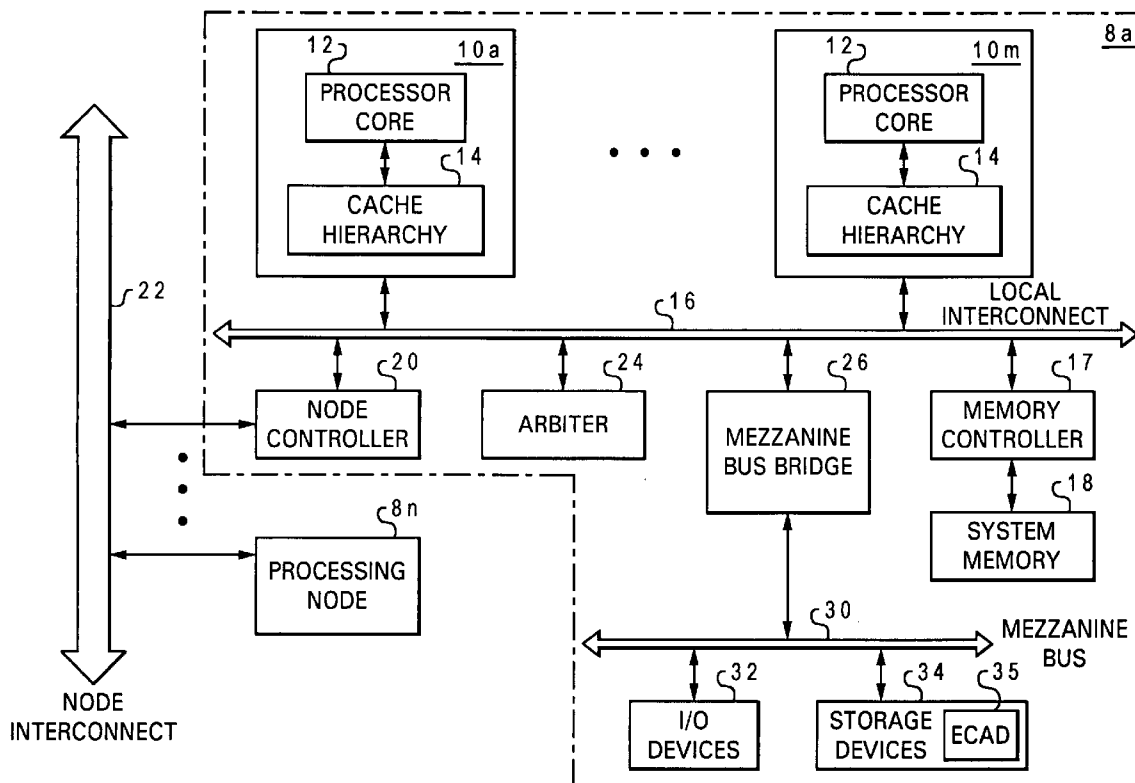 8a
12
10a
PROCESSOR
CORE
14
CACHE
HIERARCHY
12
10m
PROCESSOR
CORE
14
CACHE
HIERARCHY
22
16
LOCAL
INTERCONNECT
20
NODE
CONTROLLER
24
ARBITER
26
MEZZANINE
BUS BRIDGE
17
MEMORY
CONTROLLER
18
SYSTEM
MEMORY
8n
PROCESSING
NODE
30
MEZZANINE
BUS
NODE
INTERCONNECT
32
I/O
DEVICES
34
STORAGE
DEVICES
35
ECAD